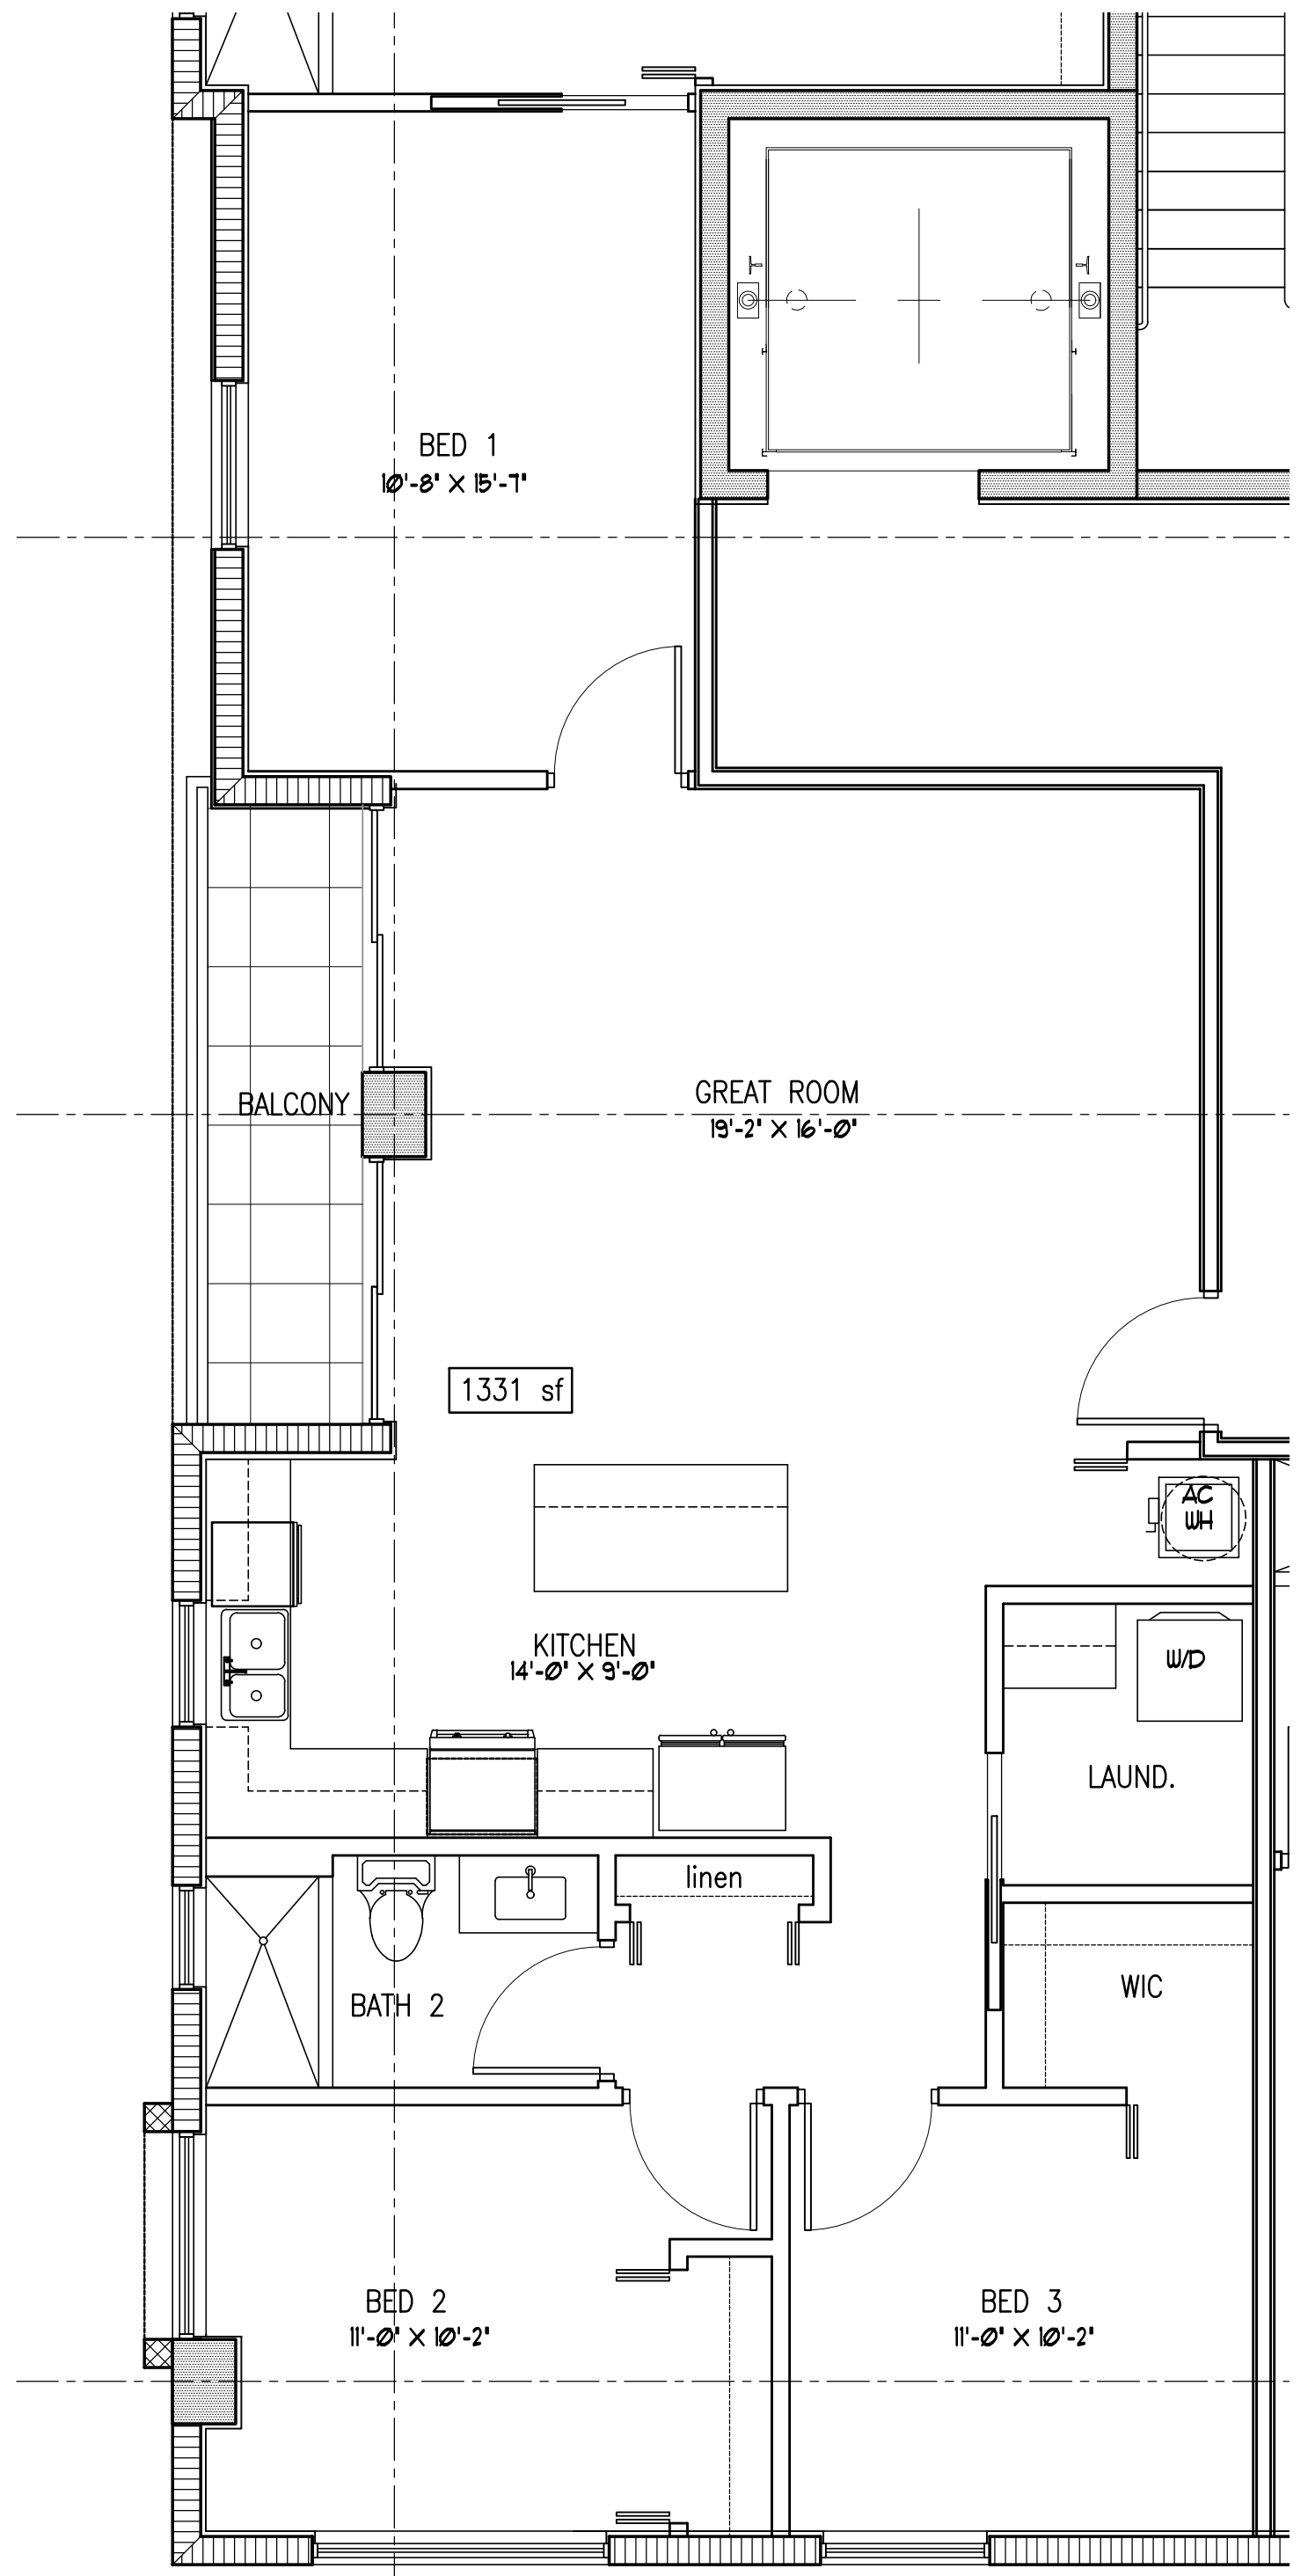 BED 1
10'-8" X 15'-7"
GREAT ROOM
19'-2" X 16'-0"
BALCONY
1331 sf
AC
WH
KITCHEN
14'-0" X 9'-0"
W/D
LAUND.
linen
WIC
BATH 2
BED 2
11'-0" X 10'-2"
BED 3
11'-0" X 10'-2"